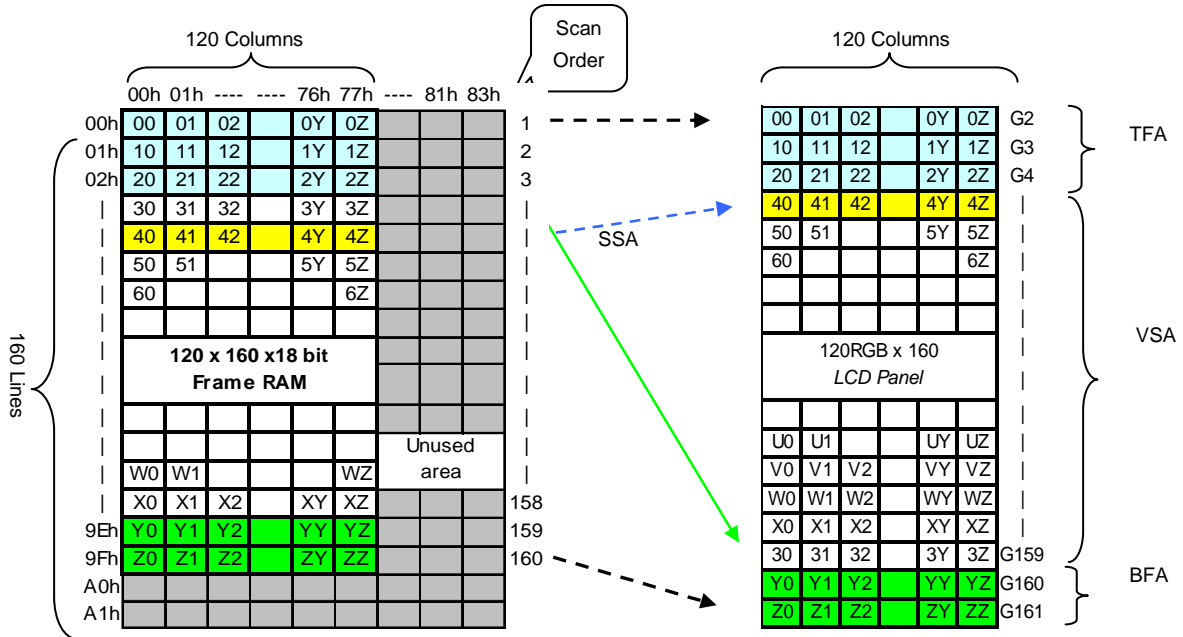 Scan
Order
120 Columns
120 Columns
00h 01h ---- ---- 76h 77h ---- 81h 83h
00h 00 01 02 0Y 0Z 1
00 01 02 0Y 0Z G2
01h 10 11 12 1Y 1Z 2
10 11 12 1Y 1Z G3
TFA
02h 20 21 22 2Y 2Z 3
20 21 22 2Y 2Z G4
30 31 32 3Y 3Z
40 41 42 4Y 4Z
40 41 42 4Y 4Z
SSA
50 51 5Y 5Z
50 51 5Y 5Z
60 6Z
60 6Z
160 Lines
120 x 160 x18 bit
Frame RAM
120RGB x 160
LCD Panel
VSA
Unused
area
U0 U1 UY UZ
W0 W1 WZ
V0 V1 V2 VY VZ
X0 X1 X2 XY XZ 158
W0 W1 W2 WY WZ
9Eh Y0 Y1 Y2 YY YZ 159
X0 X1 X2 XY XZ
9Fh Z0 Z1 Z2 ZY ZZ 160
30 31 32 3Y 3Z G159
A0h
Y0 Y1 Y2 YY YZ G160
BFA
A1h
Z0 Z1 Z2 ZY ZZ G161